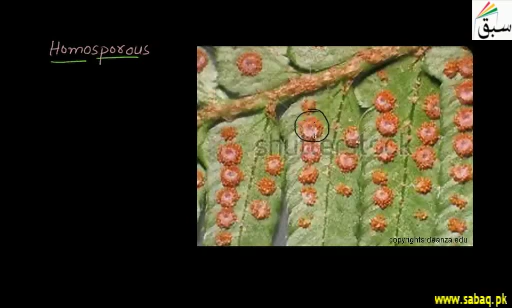 سبق
Homosporous
shutterstock
copyrights deanza.edu
www.sabaq.pk